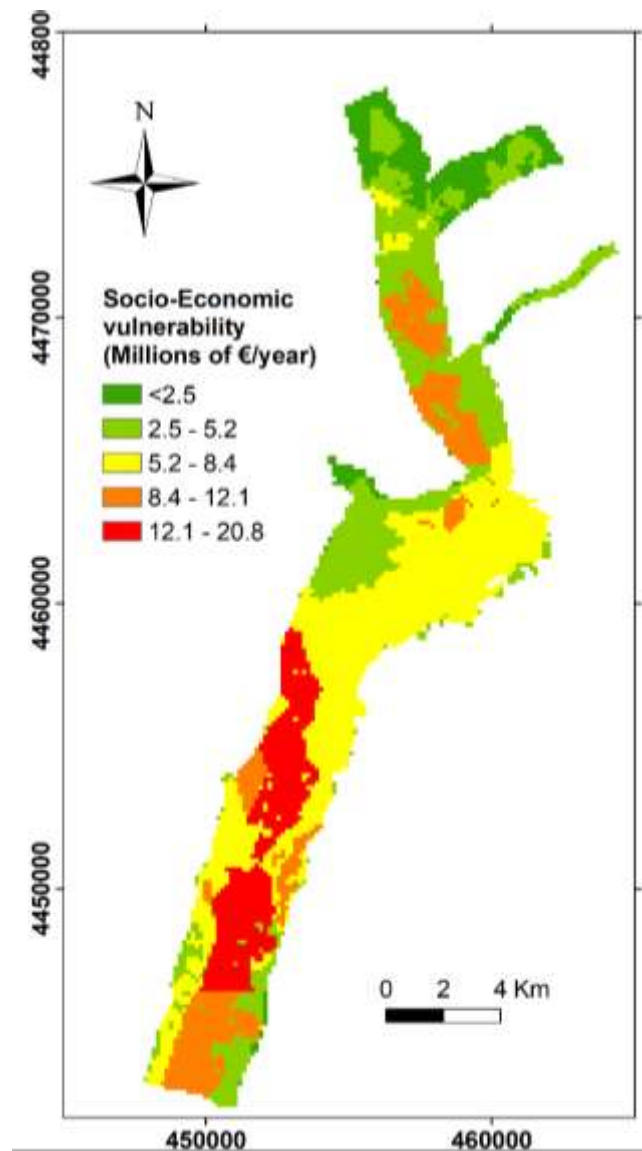 44800
N
4470000
Socio-Economic
vulnerability
(Millions of €/year)
<2.5
2.5 - 5.2
5.2 - 8.4
8.4 - 12.1
12.1 - 20.8
4460000
4450000
0 2 4 Km
450000 460000